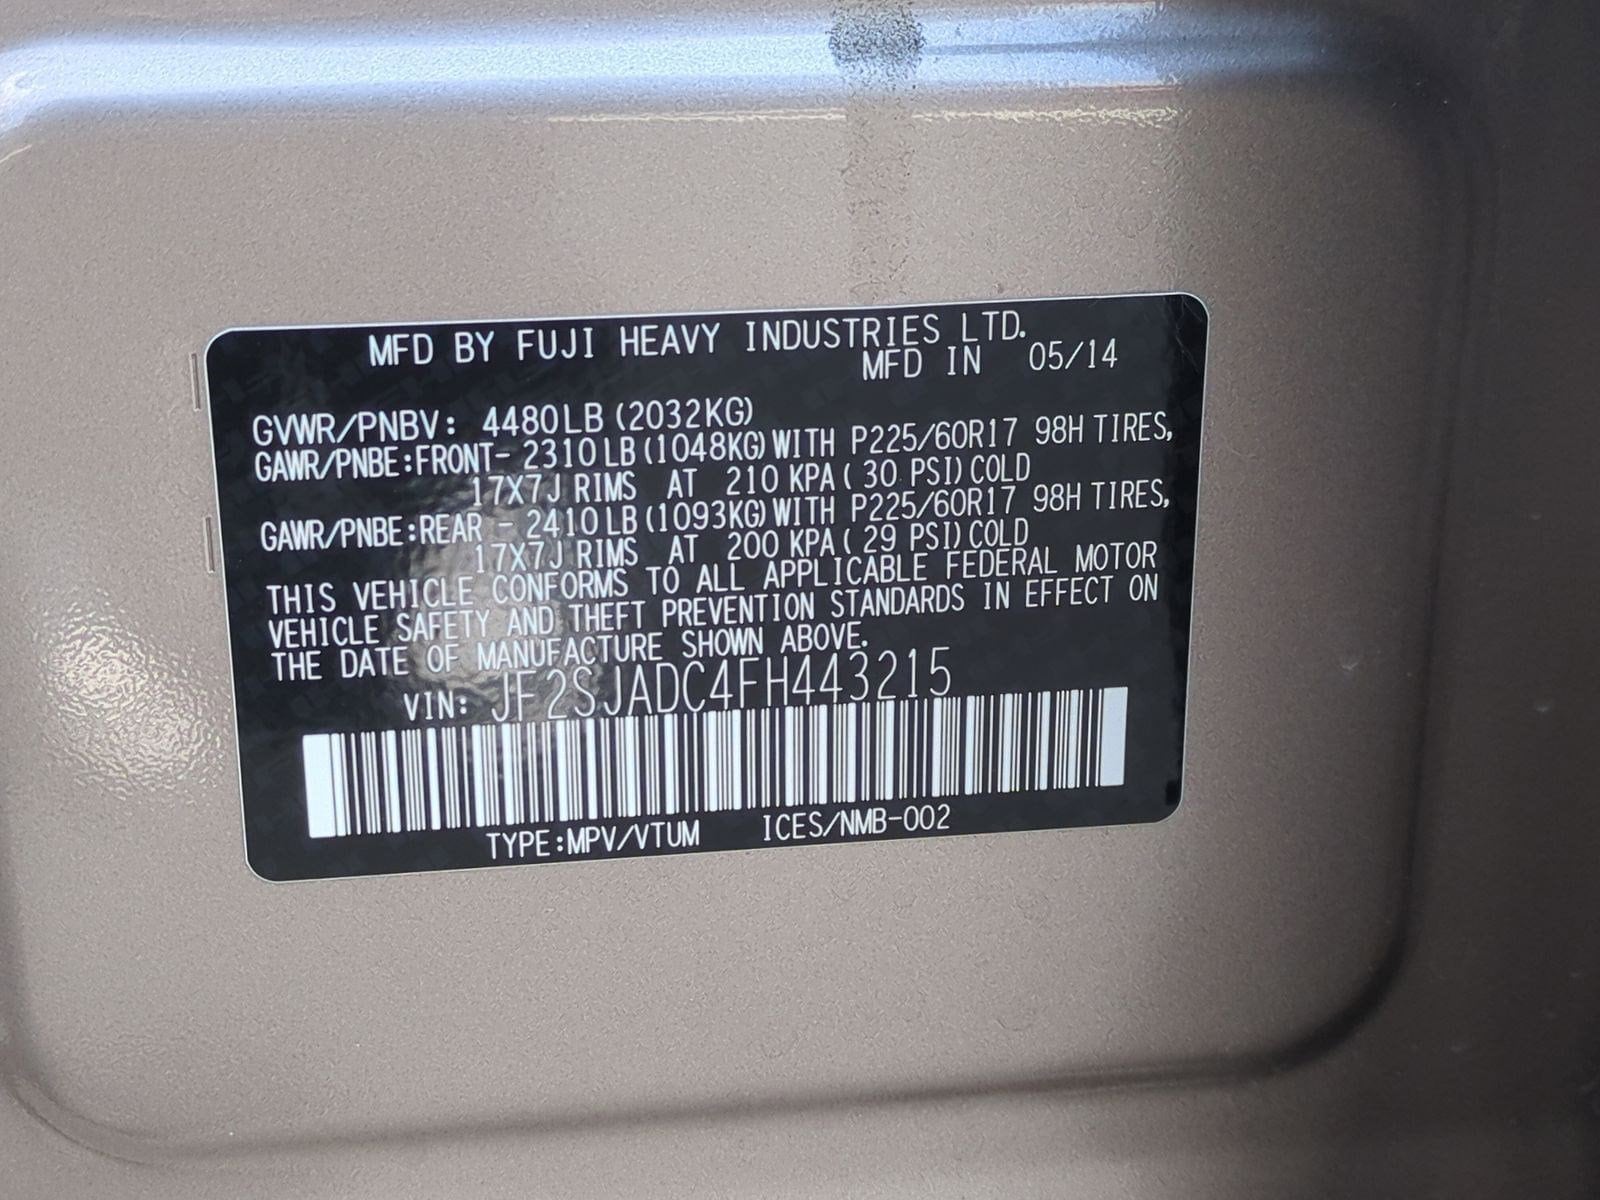 MFD BY FUJI HEAVY INDUSTRIES LTD.
MFD IN 05/14
GVWR/PNBV: 4480LB (2032KG)
GAWR/PNBE:FRONT- 2310LB (1048KG) WITH P225/60R17 98H TIRES,
17X7J RIMS AT 210 KPA ( 30 PSI) COLD
GAWR/PNBE:REAR - 2410LB (1093KG) WITH P225/60R17 98H TIRES,
17X7J RIMS AT 200 KPA ( 29 PSI) COLD
THIS VEHICLE CONFORMS TO ALL APPLICABLE FEDERAL MOTOR
VEHICLE SAFETY AND THEFT PREVENTION STANDARDS IN EFFECT ON
THE DATE OF MANUFACTURE SHOWN ABOVE.
VIN: JF2SJADC4FH443215
TYPE:MPV/VTUM ICES/NMB-002